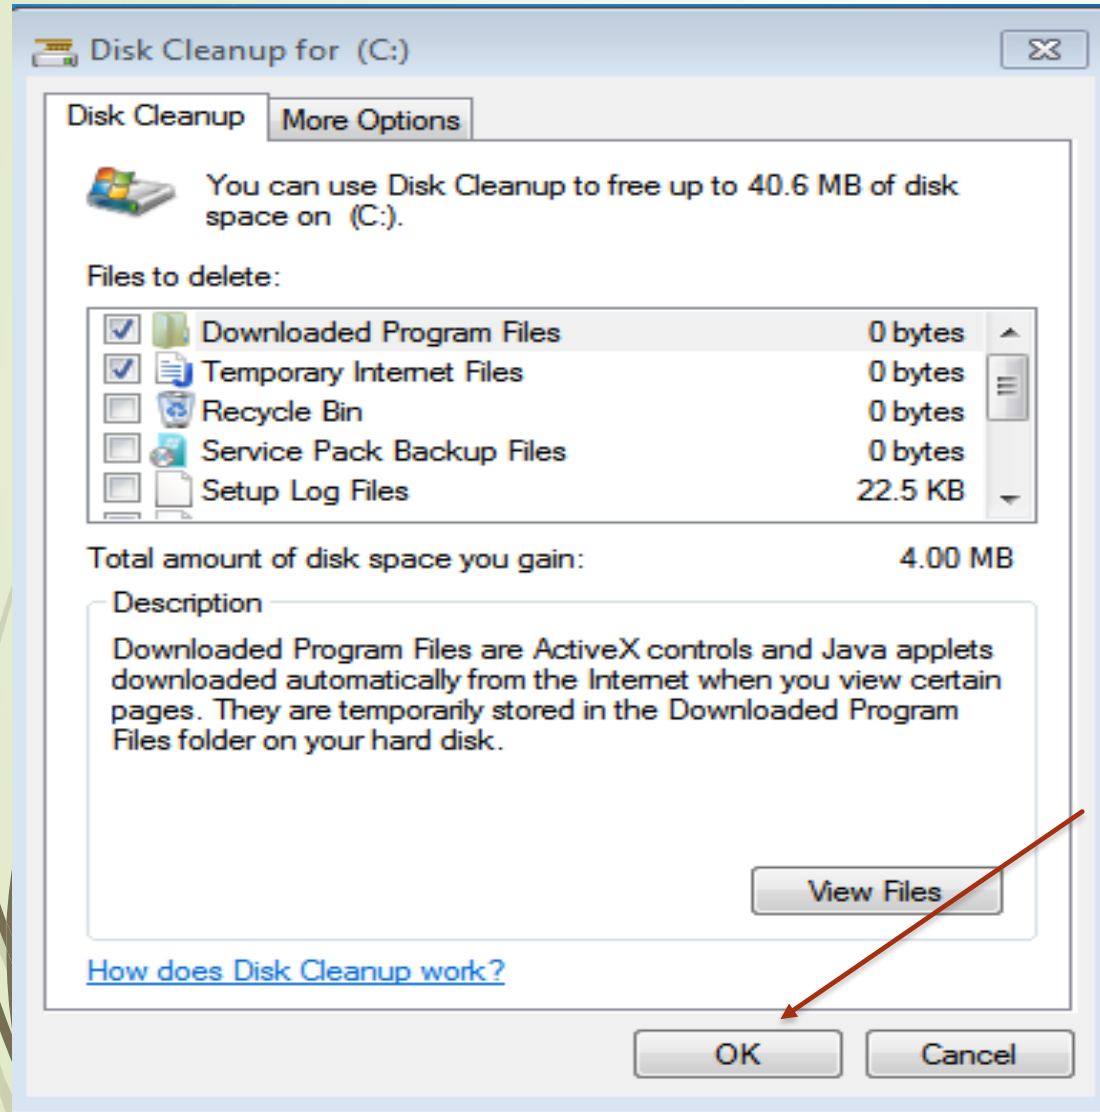 Disk Cleanup for (C:)
Disk Cleanup
More Options
You can use Disk Cleanup to free up to 40.6 MB of disk
space on (C:).
Files to delete:
Downloaded Program Files 0 bytes
Temporary Internet Files 0 bytes
Recycle Bin 0 bytes
Service Pack Backup Files 0 bytes
Setup Log Files 22.5 KB
Total amount of disk space you gain: 4.00 MB
Description
Downloaded Program Files are ActiveX controls and Java applets
downloaded automatically from the Internet when you view certain
pages. They are temporarily stored in the Downloaded Program
Files folder on your hard disk.
View Files
How does Disk Cleanup work?
OK
Cancel